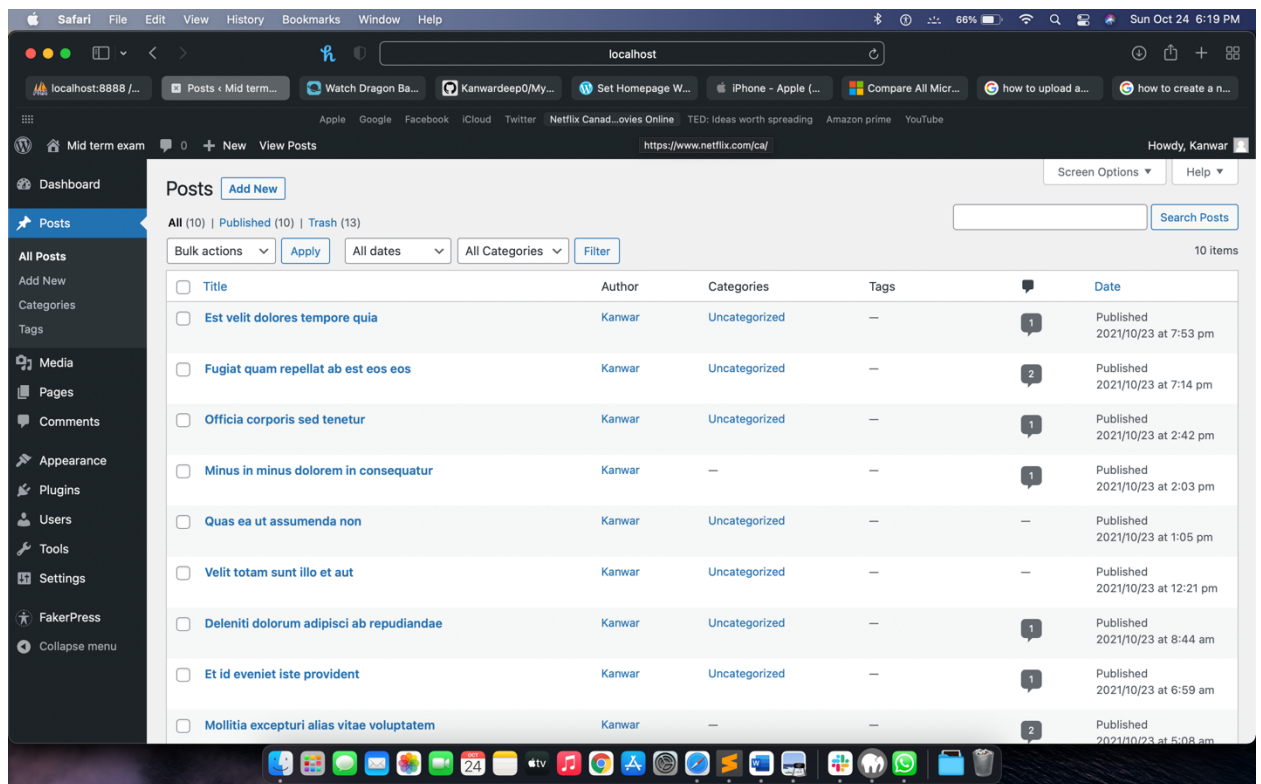 Safari File Edit View History Bookmarks Window Help 66% Sun Oct 24 6:19 PM
localhost
localhost:8888 /... Posts ‹ Mid term... Watch Dragon Ba... Kanwardeep0/My... Set Homepage W... iPhone - Apple (... Compare All Micr... how to upload a... how to create a n...
Apple Google Facebook iCloud Twitter Netflix Canad...ovies Online TED: Ideas worth spreading Amazon prime YouTube
Mid term exam 0 + New View Posts https://www.netflix.com/ca/ Howdy, Kanwar
Dashboard
Posts
All Posts
Add New
Categories
Tags
Media
Pages
Comments
Appearance
Plugins
Users
Tools
Settings
FakerPress
Collapse menu
Screen Options ▼ Help ▼
Posts Add New
All (10) | Published (10) | Trash (13) Search Posts
Bulk actions Apply All dates All Categories Filter 10 items
Title Author Categories Tags Date
Est velit dolores tempore quia Kanwar Uncategorized — 1 Published
2021/10/23 at 7:53 pm
Fugiat quam repellat ab est eos eos Kanwar Uncategorized — 2 Published
2021/10/23 at 7:14 pm
Officia corporis sed tenetur Kanwar Uncategorized — 1 Published
2021/10/23 at 2:42 pm
Minus in minus dolorem in consequatur Kanwar — — 1 Published
2021/10/23 at 2:03 pm
Quas ea ut assumenda non Kanwar Uncategorized — — Published
2021/10/23 at 1:05 pm
Velit totam sunt illo et aut Kanwar Uncategorized — — Published
2021/10/23 at 12:21 pm
Deleniti dolorum adipisci ab repudiandae Kanwar Uncategorized — 1 Published
2021/10/23 at 8:44 am
Et id eveniet iste provident Kanwar Uncategorized — 1 Published
2021/10/23 at 6:59 am
Mollitia excepturi alias vitae voluptatem Kanwar — — 2 Published
2021/10/23 at 5:08 am
OCT
24
tv